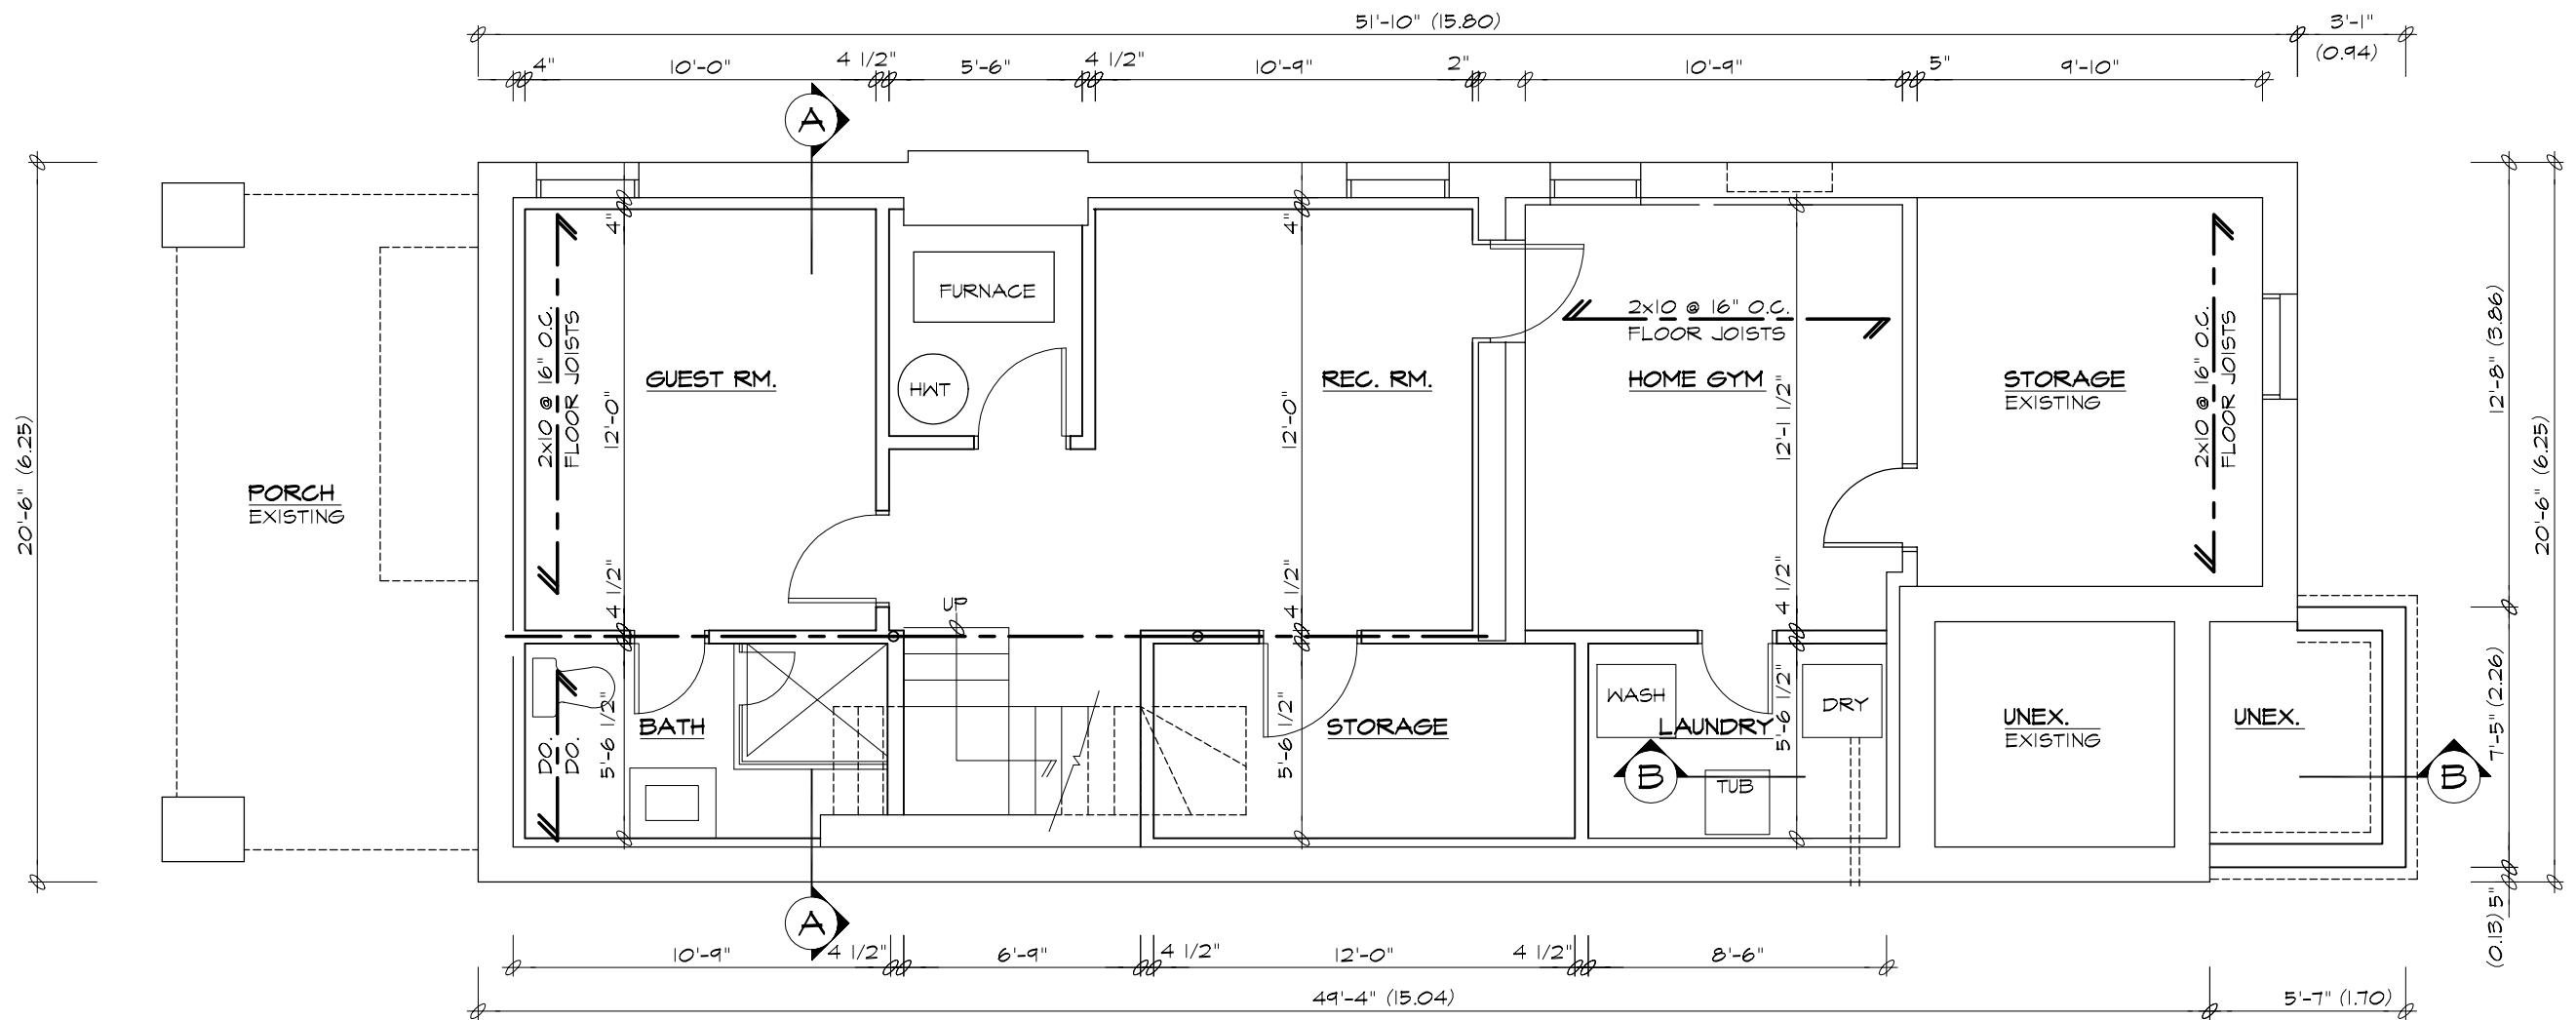 51'-10" (15.80)
3'-1"
(0.94)
4"
10'-0"
4 1/2"
5'-6"
4 1/2"
10'-9"
2"
10'-9"
5"
9'-10"
A
4"
4"
FURNACE
HWT
2x10 @ 16" O.C.
FLOOR JOISTS
GUEST RM.
12'-0"
REC. RM.
12'-0"
2x10 @ 16" O.C.
FLOOR JOISTS
HOME GYM
12'-1 1/2"
STORAGE
EXISTING
2x10 @ 16" O.C.
FLOOR JOISTS
12'-8" (3.86)
20'-6" (6.25)
20'-6" (6.25)
PORCH
EXISTING
4 1/2"
UP
4 1/2"
4 1/2"
DO.
DO.
5'-6 1/2"
BATH
5'-6 1/2"
STORAGE
WASH
LAUNDRY
5'-6 1/2"
DRY
TUB
UNEX.
EXISTING
UNEX.
7'-5" (2.26)
B
B
A
(0.13) 5"
10'-9"
4 1/2"
6'-9"
4 1/2"
12'-0"
4 1/2"
8'-6"
49'-4" (15.04)
5'-7" (1.70)